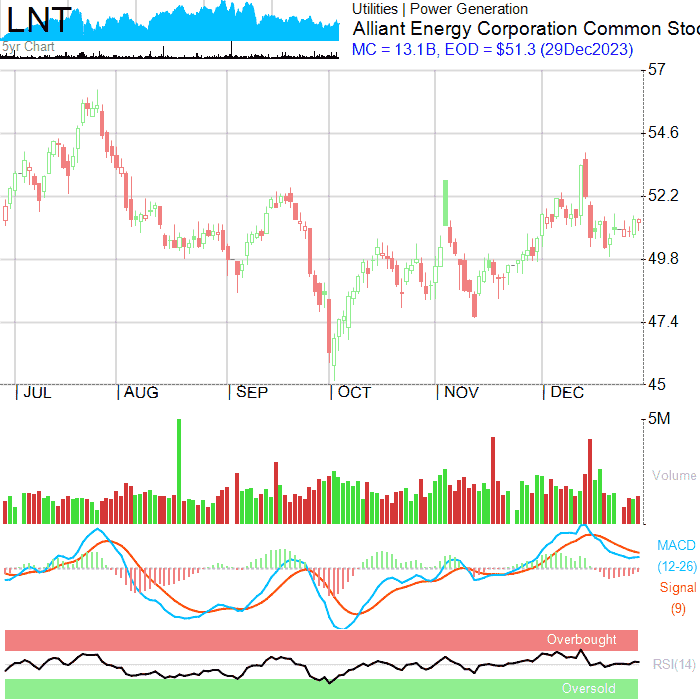 LNT
5yr Chart
Utilities | Power Generation
Alliant Energy Corporation Common Stoc
MC = 13.1B, EOD = $51.3 (29Dec2023)
57
54.6
52.2
49.8
47.4
45
| JUL | AUG | SEP | OCT | NOV | DEC
5M
Volume
MACD
(12-26)
Signal
(9)
Overbought
RSI(14)
Oversold